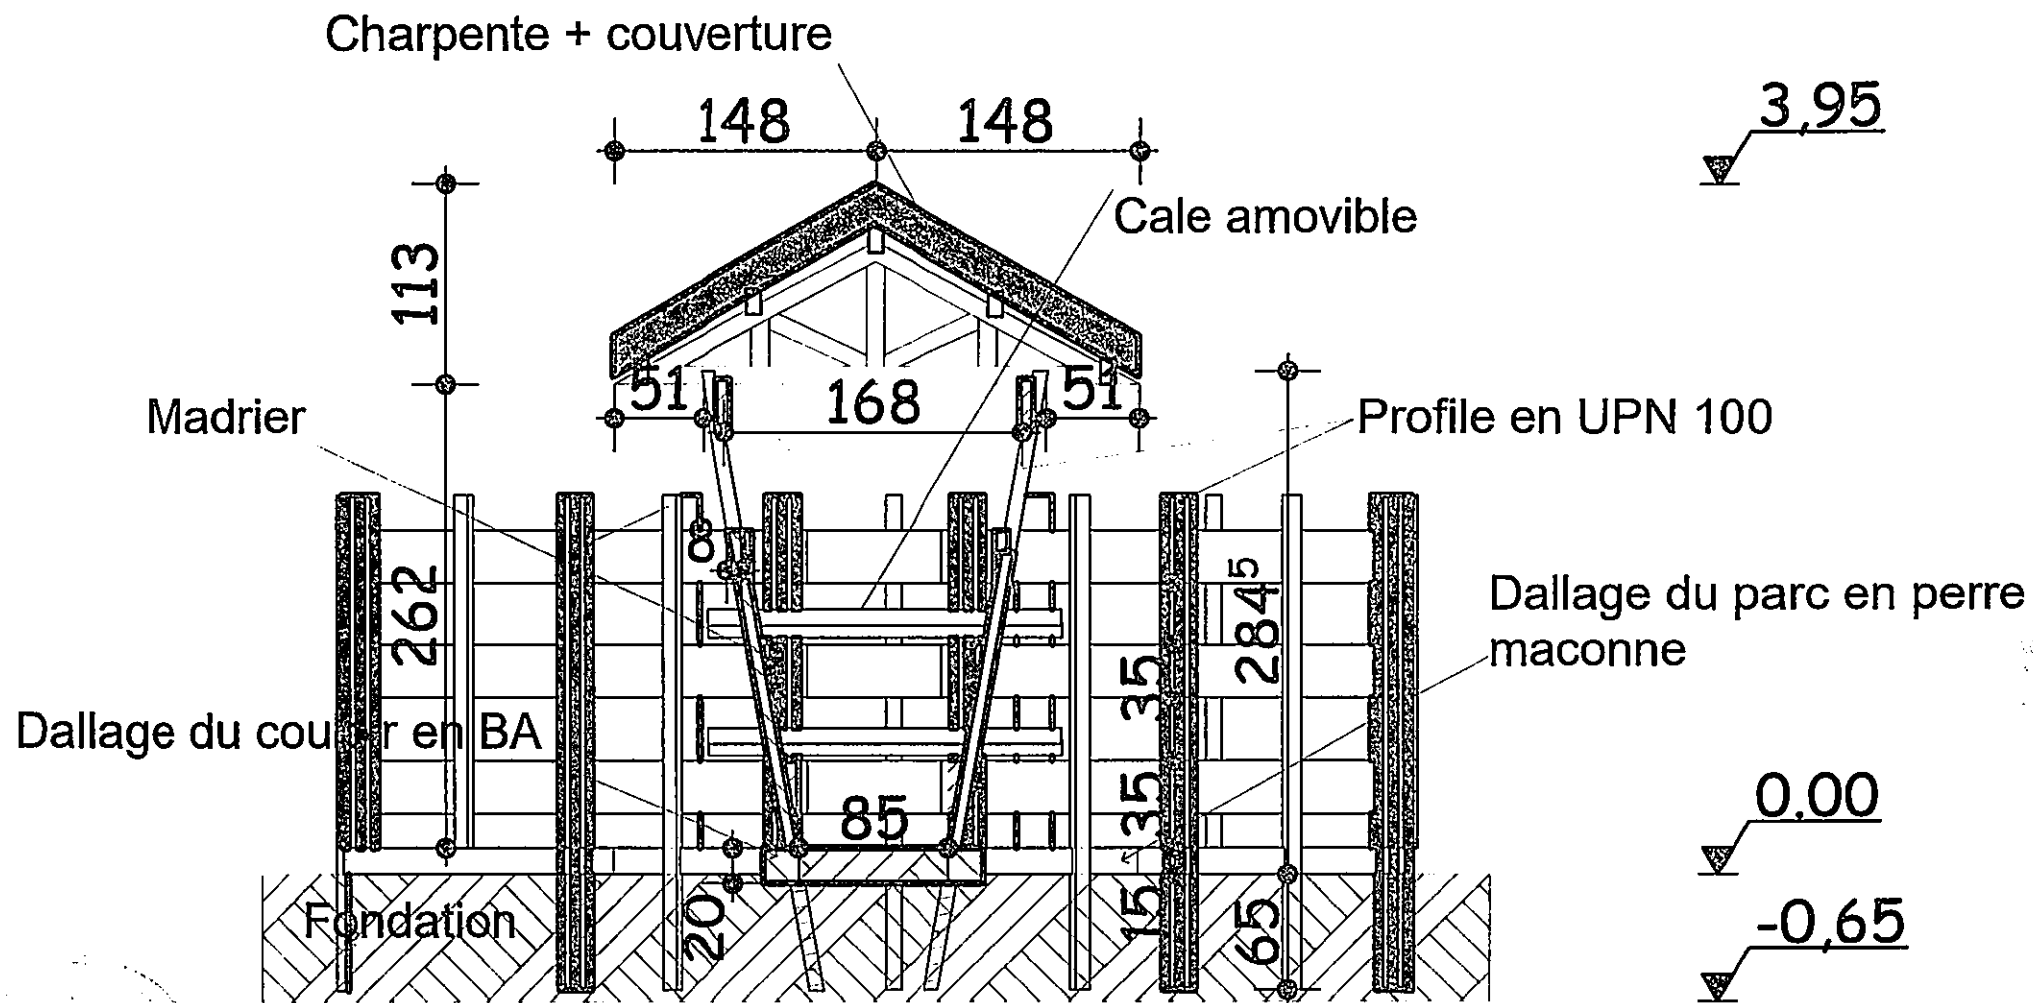 Charpente + couverture
148 148
3,95
Cale amovible
113
51 168 51
Madrier
Profile en UPN 100
8
262
284⁵
Dallage du parc en perre
maconne
35
Dallage du cou r en BA
85
35
0,00
Fondation
20
15
65
-0,65